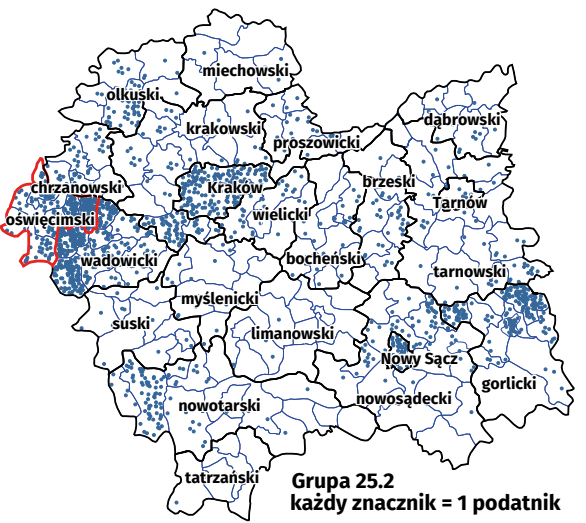 miechowski
olkuski
dąbrowski
krakowski
proszowicki
brzeski
chrzanowski
Kraków
Tarnów
oświęcimski
wielicki
wadowicki
bocheński
tarnowski
myślenicki
suski
limanowski
Nowy Sącz
gorlicki
nowotarski
nowosądecki
tatrzański
Grupa 25.2
każdy znacznik = 1 podatnik